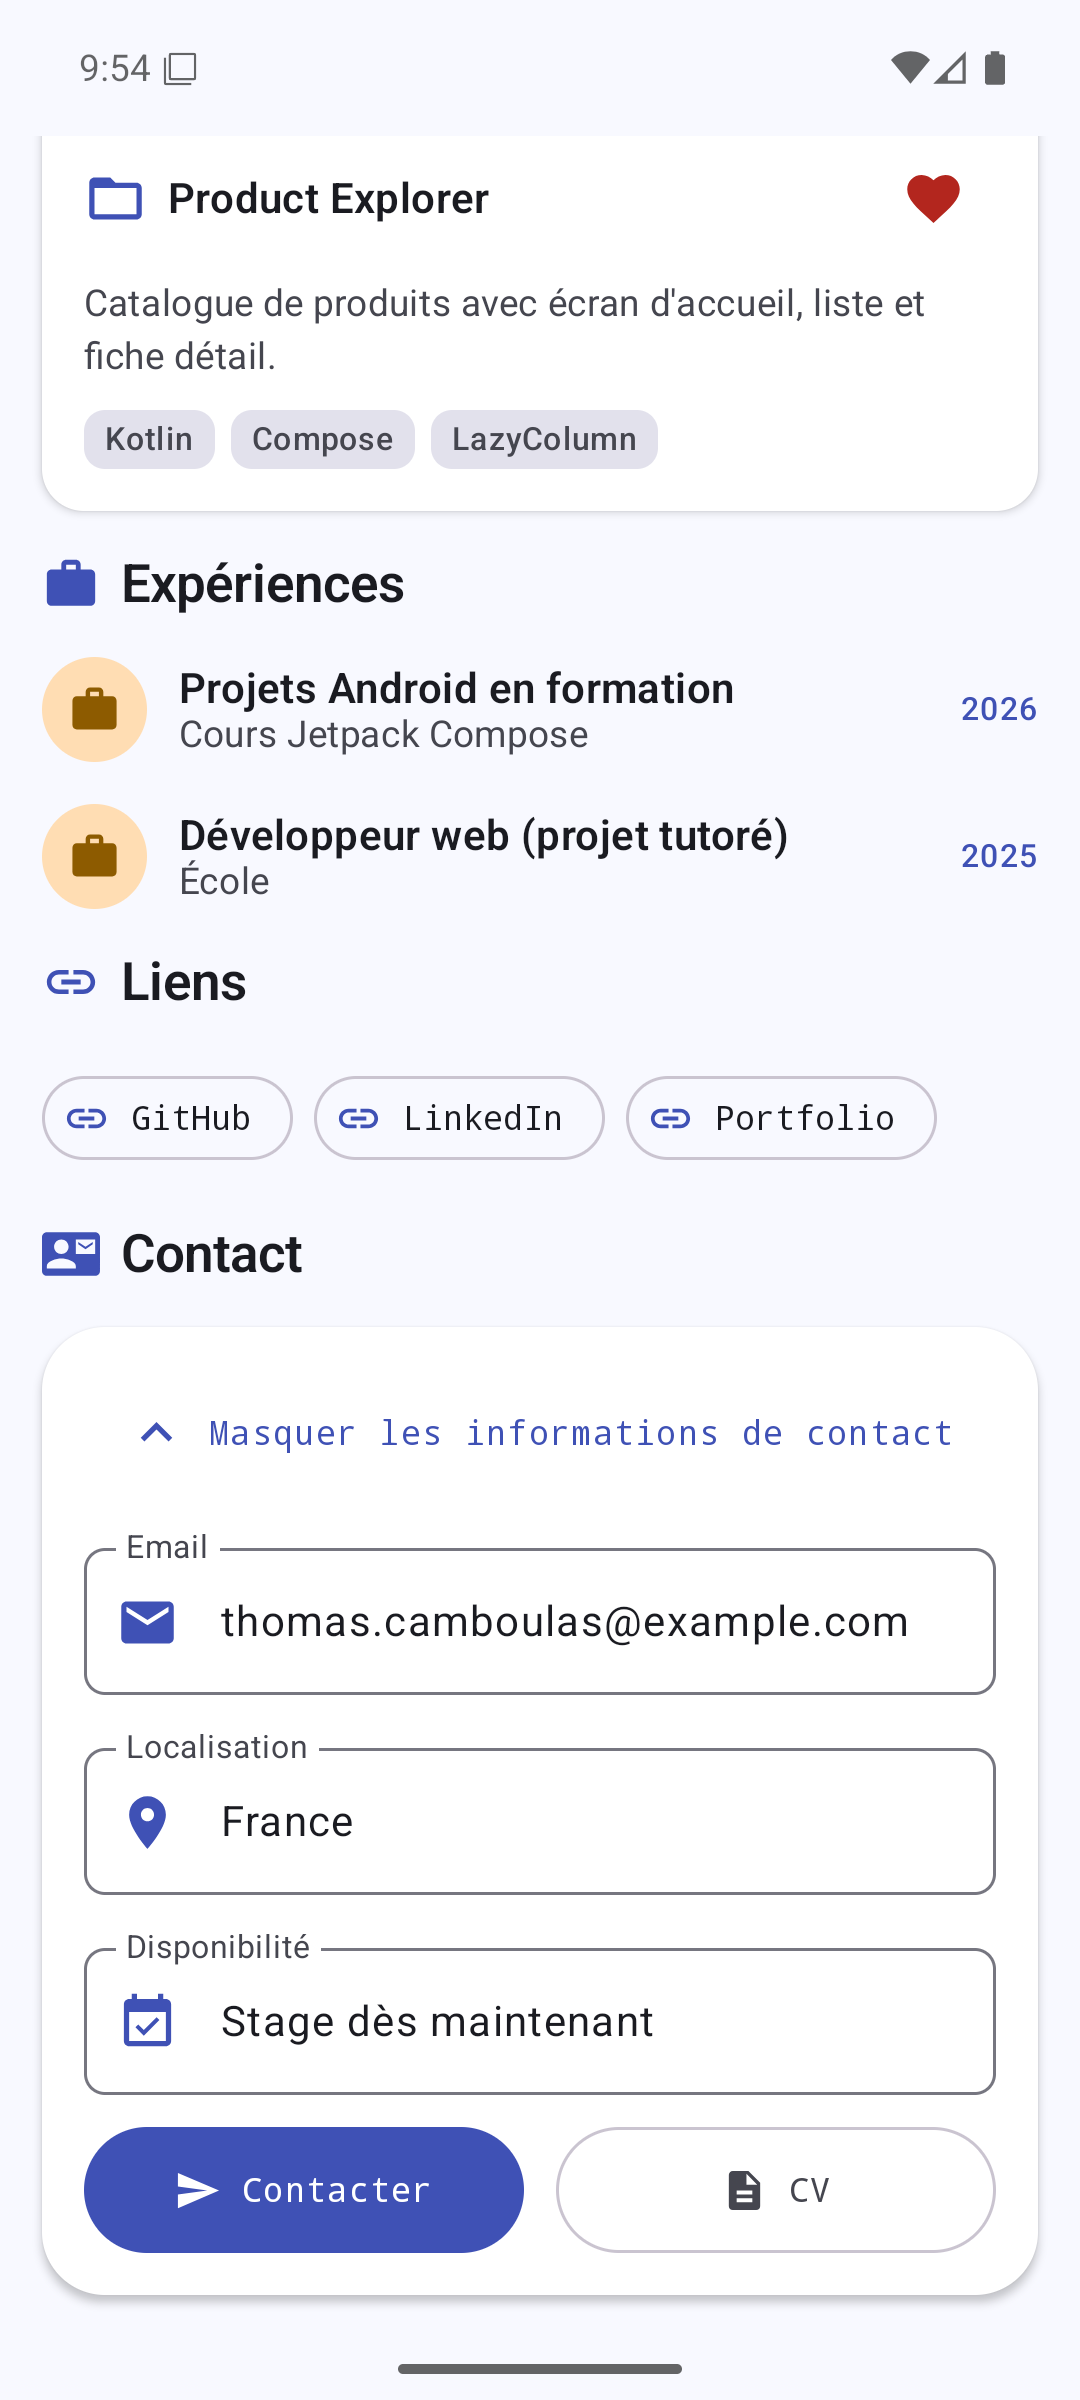 9:54
Product Explorer
Catalogue de produits avec écran d'accueil, liste et
fiche détail.
Kotlin Compose LazyColumn
Expériences
Projets Android en formation
Cours Jetpack Compose
2026
Développeur web (projet tutoré)
École
2025
Liens
GitHub LinkedIn Portfolio
Contact
Masquer les informations de contact
Email
thomas.camboulas@example.com
Localisation
France
Disponibilité
Stage dès maintenant
Contacter CV